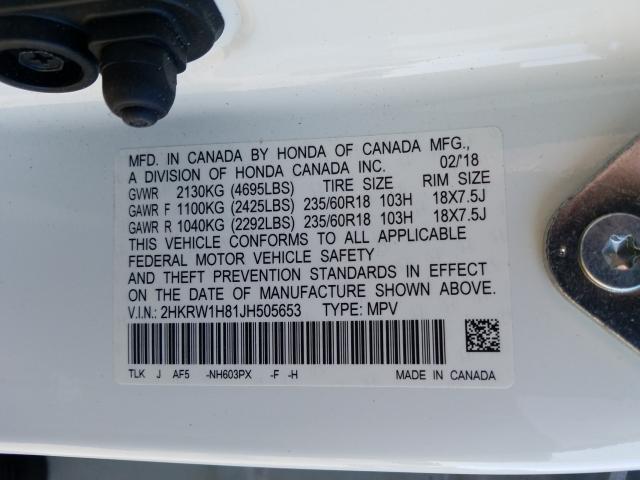 MFD. IN CANADA BY HONDA OF CANADA MFG.,
A DIVISION OF HONDA CANADA INC. 02/'18
GVWR 2130KG (4695LBS) TIRE SIZE RIM SIZE
GAWR F 1100KG (2425LBS) 235/60R18 103H 18X7.5J
GAWR R 1040KG (2292LBS) 235/60R18 103H 18X7.5J
THIS VEHICLE CONFORMS TO ALL APPLICABLE
FEDERAL MOTOR VEHICLE SAFETY
AND THEFT PREVENTION STANDARDS IN EFFECT
ON THE DATE OF MANUFACTURE SHOWN ABOVE.
V.I.N.: 2HKRW1H81JH505653 TYPE: MPV
TLK J AF5 -NH603PX -F -H MADE IN CANADA